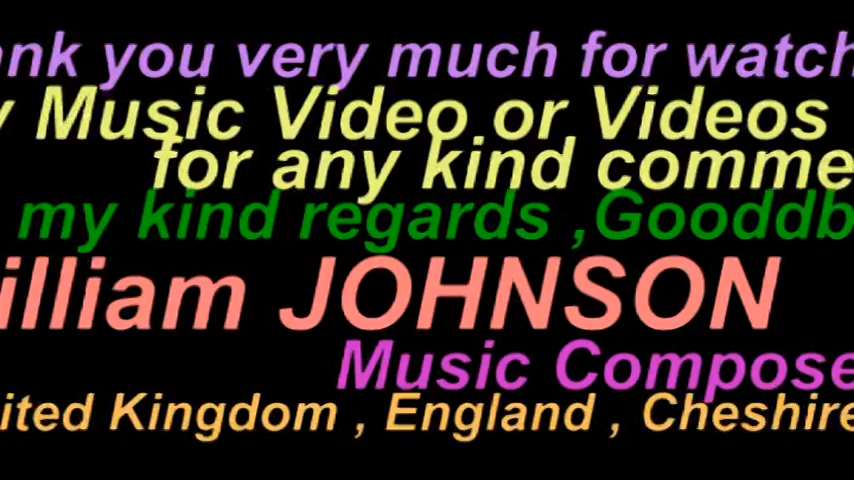 ank you very much for watch
y Music Video or Videos
for any kind comme
my kind regards ,Gooddb
illiam JOHNSON
Music Compose
ited Kingdom , England , Cheshire